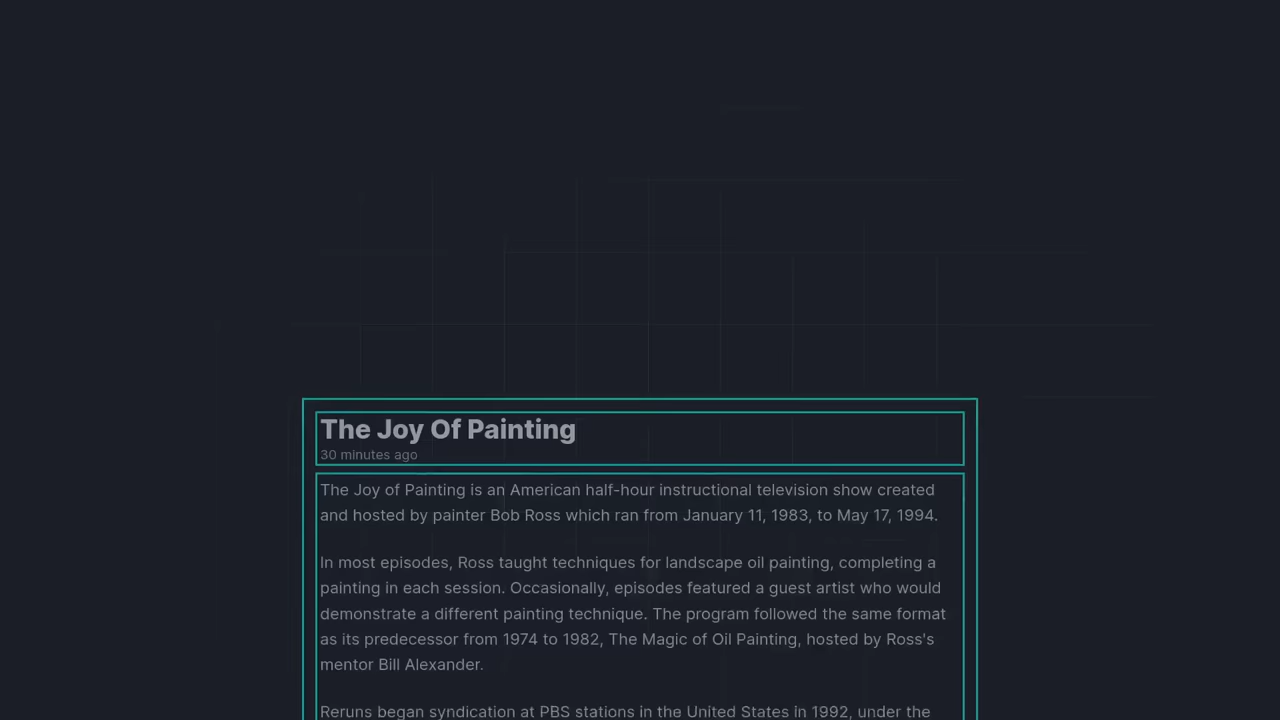 The Joy Of Painting
30 minutes ago
The Joy of Painting is an American half-hour instructional television show created
and hosted by painter Bob Ross which ran from January 11, 1983, to May 17, 1994.
In most episodes, Ross taught techniques for landscape oil painting, completing a
painting in each session. Occasionally, episodes featured a guest artist who would
demonstrate a different painting technique. The program followed the same format
as its predecessor from 1974 to 1982, The Magic of Oil Painting, hosted by Ross's
mentor Bill Alexander.
Reruns began syndication at PBS stations in the United States in 1992, under the